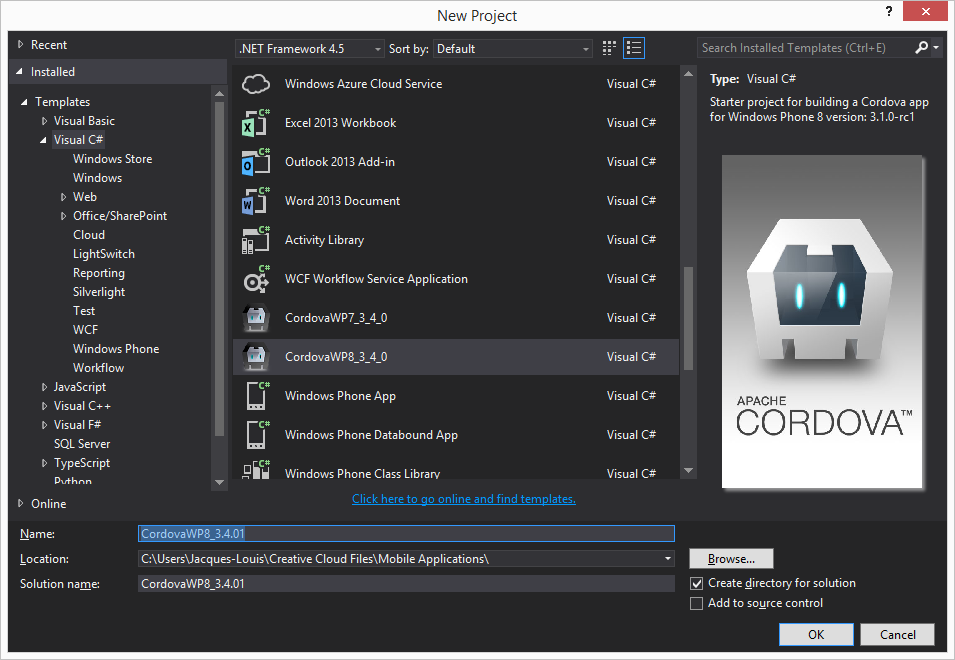 New Project
?
Recent
.NET Framework 4.5
Sort by:
Default
Search Installed Templates (Ctrl+E)
Installed
Templates
Visual Basic
Visual C#
Windows Store
Windows
Web
Office/SharePoint
Cloud
LightSwitch
Reporting
Silverlight
Test
WCF
Windows Phone
Workflow
JavaScript
Visual C++
Visual F#
SQL Server
TypeScript
Python
Online
Windows Azure Cloud Service Visual C#
C# Excel 2013 Workbook Visual C#
C# Outlook 2013 Add-in Visual C#
C# Word 2013 Document Visual C#
C# Activity Library Visual C#
C# WCF Workflow Service Application Visual C#
CordovaWP7_3_4_0 Visual C#
CordovaWP8_3_4_0 Visual C#
C# Windows Phone App Visual C#
C# Windows Phone Databound App Visual C#
C# Windows Phone Class Library Visual C#
Click here to go online and find templates.
Type: Visual C#
Starter project for building a Cordova app
for Windows Phone 8 version: 3.1.0-rc1
APACHE
CORDOVA™
Name: CordovaWP8_3.4.01
Location: C:\Users\Jacques-Louis\Creative Cloud Files\Mobile Applications\
Browse...
Solution name: CordovaWP8_3.4.01
Create directory for solution
Add to source control
OK
Cancel